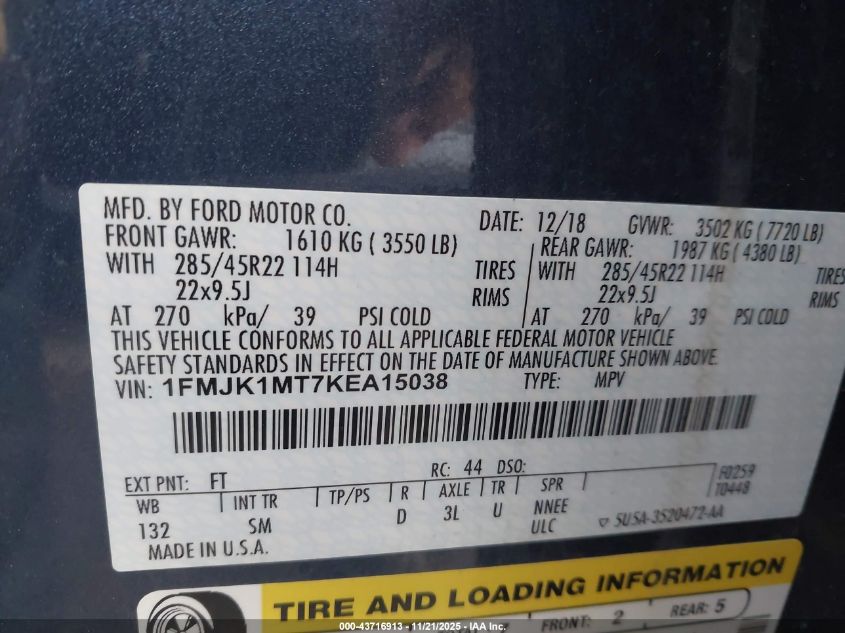 MFD. BY FORD MOTOR CO. DATE: 12/18 GVWR: 3502 KG ( 7720 LB)
FRONT GAWR: 1610 KG ( 3550 LB) REAR GAWR: 1987 KG ( 4380 LB)
WITH 285/45R22 114H TIRES WITH 285/45R22 114H TIRES
22x9.5J RIMS 22x9.5J RIMS
AT 270 kPa/ 39 PSI COLD AT 270 kPa/ 39 PSI COLD
THIS VEHICLE CONFORMS TO ALL APPLICABLE FEDERAL MOTOR VEHICLE
SAFETY STANDARDS IN EFFECT ON THE DATE OF MANUFACTURE SHOWN ABOVE.
VIN: 1FMJK1MT7KEA15038 TYPE: MPV
EXT PNT: FT RC: 44 DSO: F0259
WB INT TR TP/PS R AXLE TR SPR T0448
132 SM D 3L U NNEE
ULC 5U5A-3520472-AA
MADE IN U.S.A.
TIRE AND LOADING INFORMATION
FRONT: 2 REAR: 5
000-43716913 - 11/21/2025 - IAA Inc.